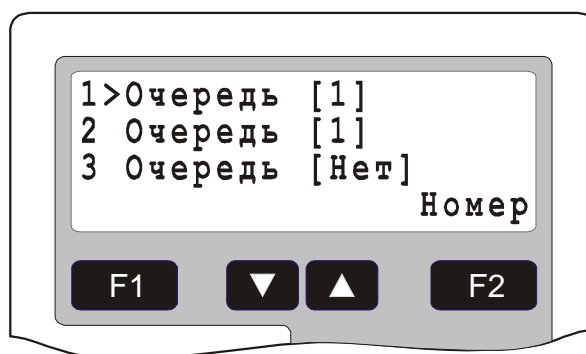 1>Очередь [1]
2 Очередь [1]
3 Очередь [Нет]
Номер
F1 ▼ ▲ F2